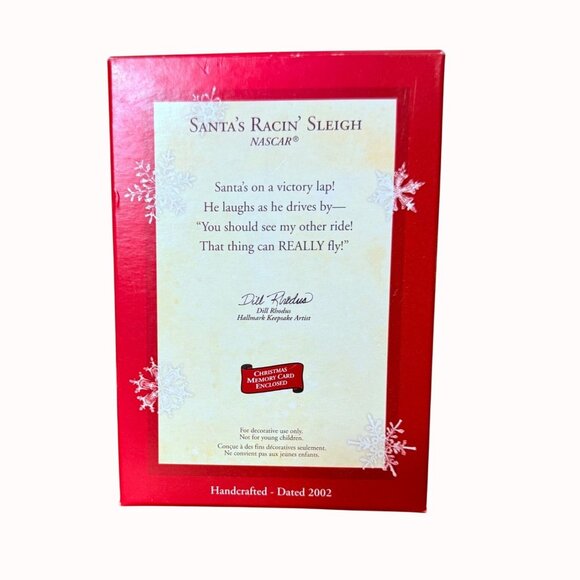 SANTA'S RACIN' SLEIGH
NASCAR®
Santa's on a victory lap!
He laughs as he drives by—
"You should see my other ride!
That thing can REALLY fly!"
Dill Rhodus
Dill Rhodus
Hallmark Keepsake Artist
CHRISTMAS
MEMORY CARD
ENCLOSED
For decorative use only.
Not for young children.
Conçue à des fins décoratives seulement.
Ne convient pas aux jeunes enfants.
Handcrafted - Dated 2002